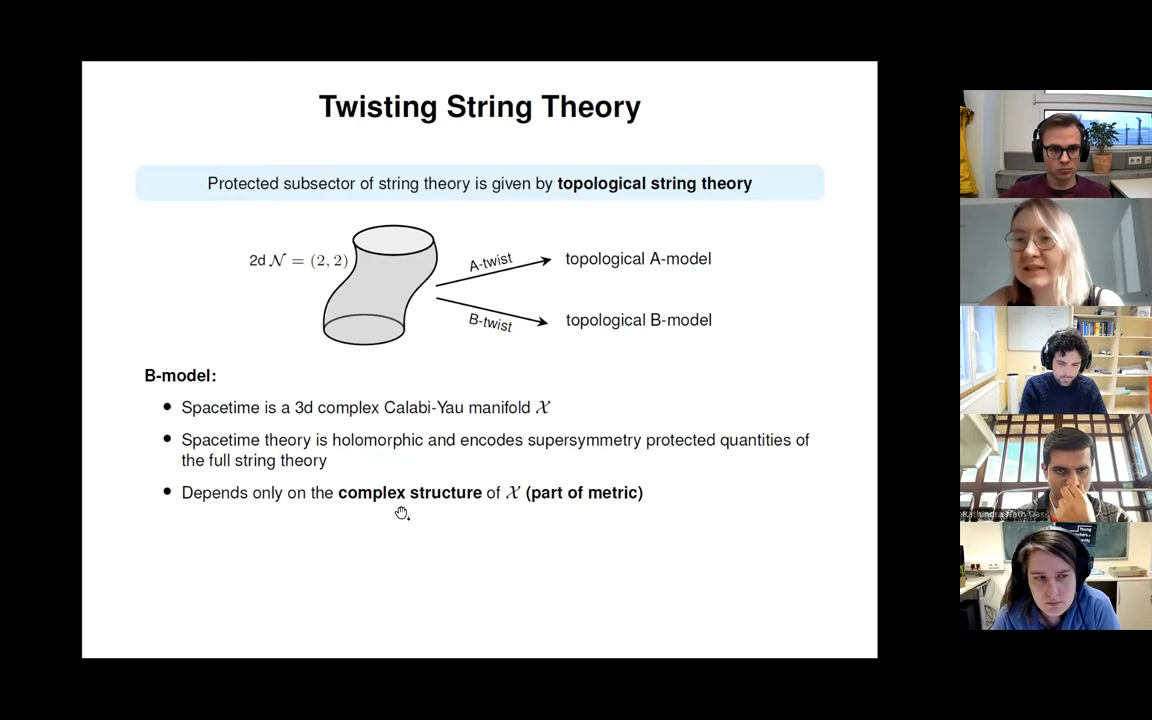 Twisting String Theory
Protected subsector of string theory is given by topological string theory
2d 𝒩 = (2, 2)
A-twist
topological A-model
B-twist
topological B-model
B-model:
• Spacetime is a 3d complex Calabi-Yau manifold 𝒳
• Spacetime theory is holomorphic and encodes supersymmetry protected quantities of
the full string theory
• Depends only on the complex structure of 𝒳 (part of metric)